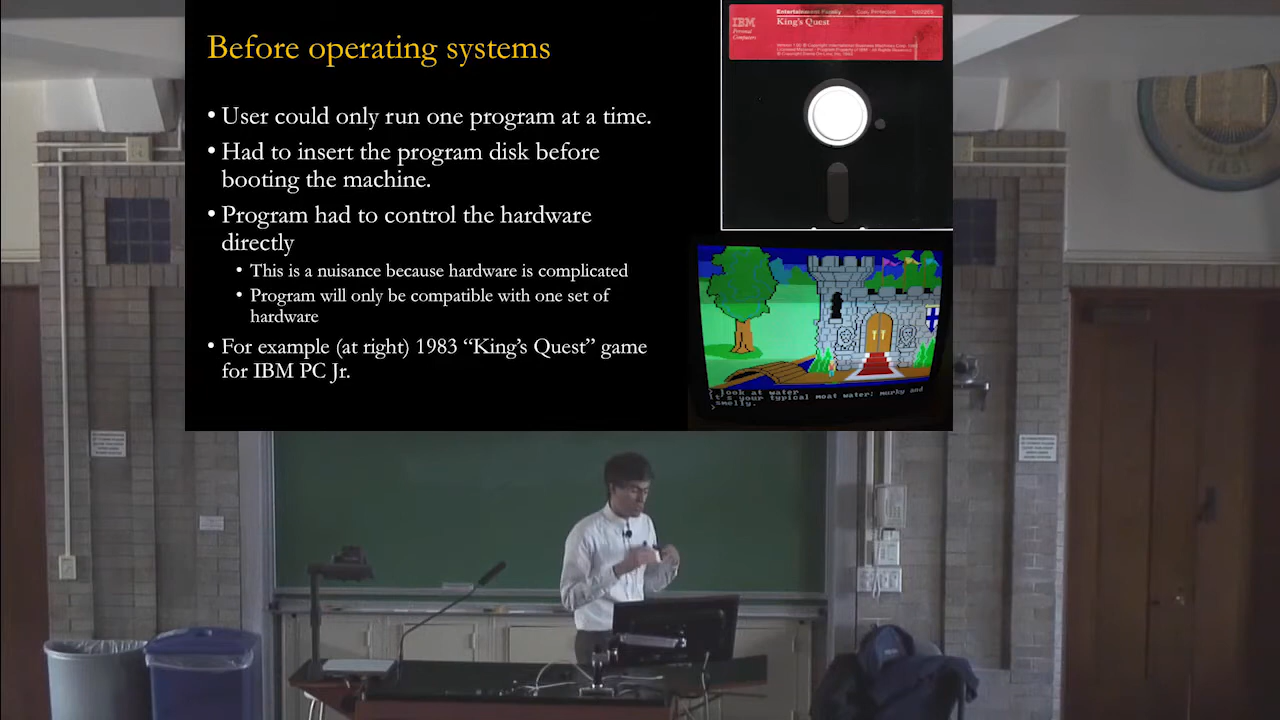 Before operating systems
• User could only run one program at a time.
• Had to insert the program disk before
booting the machine.
• Program had to control the hardware
directly
• This is a nuisance because hardware is complicated
• Program will only be compatible with one set of
hardware
• For example (at right) 1983 “King's Quest” game
for IBM PC Jr.
Entertainment Family
IBM
Personal
Computers
King's Quest
> look at water
It's your typical moat water; murky and
smelly.
>